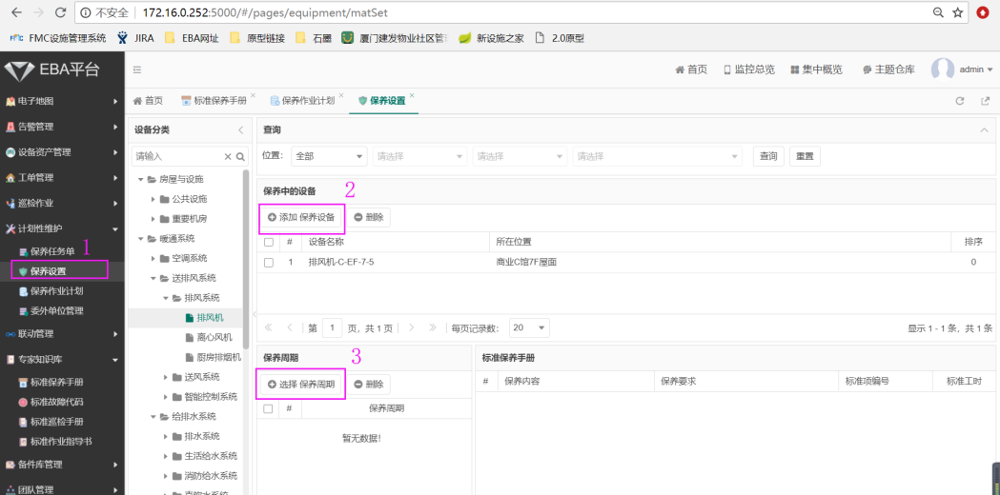 不安全 172.16.0.252:5000/#/pages/equipment/matSet
FMC FMC设施管理系统 JIRA EBA网址 原型链接 石墨 厦门建发物业社区管 新设施之家 2.0原型
EBA平台
首页 监控总览 集中概览 主题仓库 admin
电子地图
告警管理
设备资产管理
工单管理
巡检作业
计划性维护
保养任务单 1
保养设置
保养作业计划
委外单位管理
联动管理
专家知识库
标准保养手册
标准故障代码
标准巡检手册
标准作业指导书
备件库管理
团队管理
首页 标准保养手册 × 保养作业计划 × 保养设置 ×
设备分类
请输入
房屋与设施
公共设施
重要机房
暖通系统
空调系统
送排风系统
排风系统
排风机
离心风机
厨房排烟机
送风系统
智能控制系统
给排水系统
排水系统
生活给水系统
消防给水系统
直饮水系统
查询
位置: 全部 请选择 请选择 请选择 查询 重置
保养中的设备 2
添加 保养设备 删除
# 设备名称 所在位置 排序
1 排风机-C-EF-7-5 商业C馆7F屋面 0
第 1 页，共 1 页 每页记录数: 20 显示 1 - 1 条，共 1 条
保养周期 3
选择 保养周期 删除
# 保养周期
暂无数据!
标准保养手册
# 保养内容 保养要求 标准项编号 标准工时